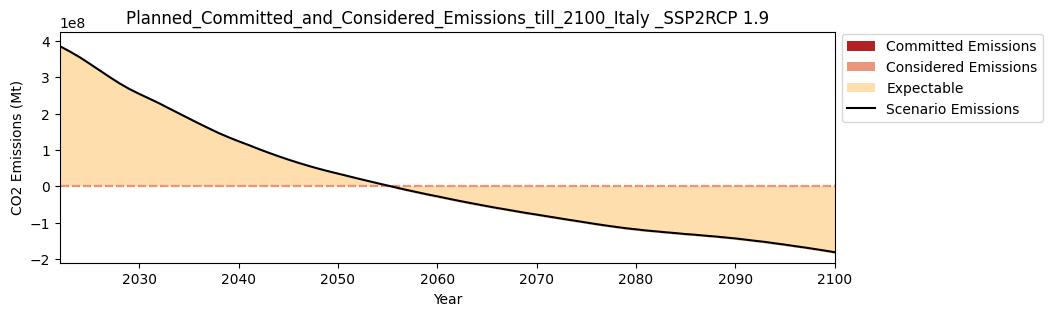 Planned_Committed_and_Considered_Emissions_till_2100_Italy _SSP2RCP 1.9
1e8
4
3
2
1
0
−1
−2
CO2 Emissions (Mt)
2030 2040 2050 2060 2070 2080 2090 2100
Year
Committed Emissions
Considered Emissions
Expectable
Scenario Emissions